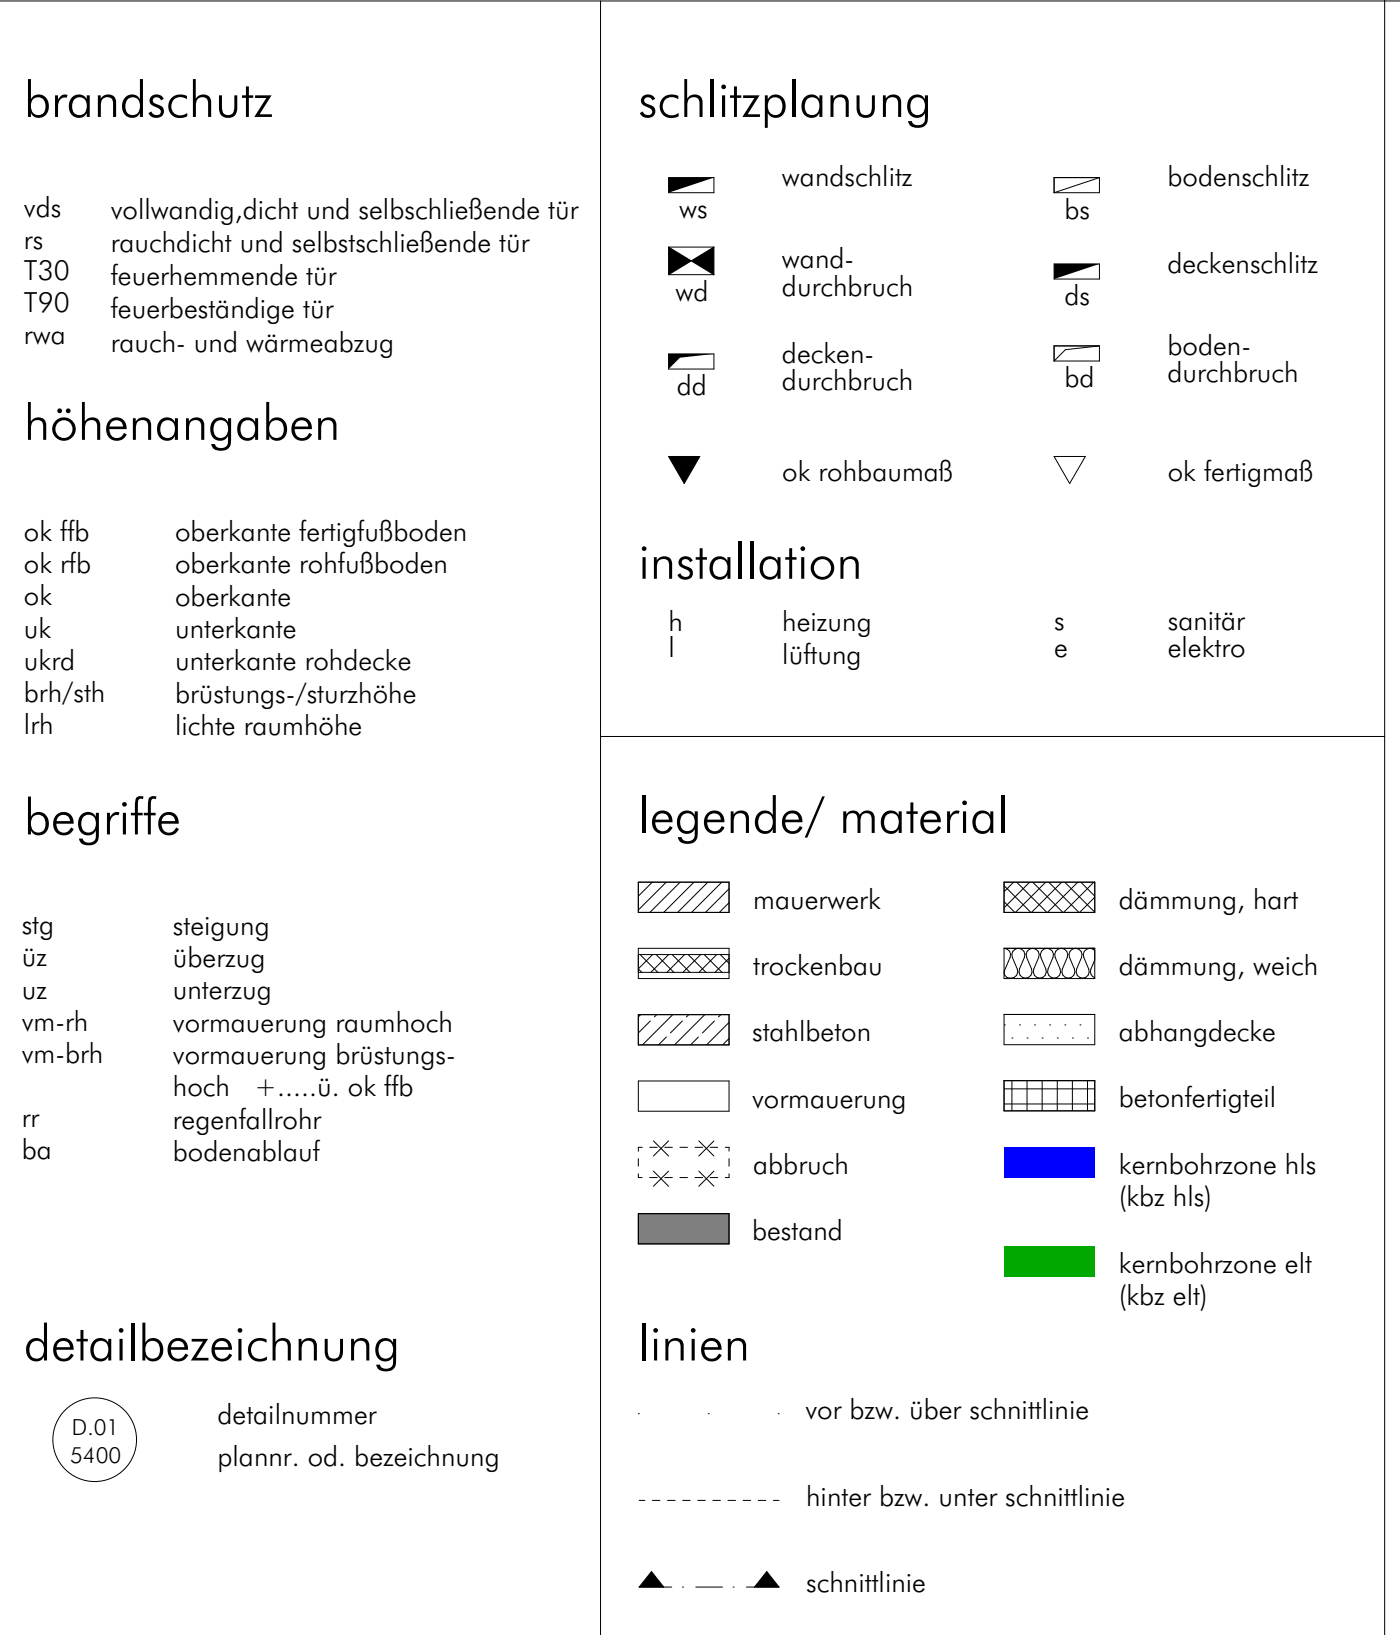 brandschutz
vds vollwandig,dicht und selbschließende tür
rs rauchdicht und selbstschließende tür
T30 feuerhemmende tür
T90 feuerbeständige tür
rwa rauch- und wärmeabzug
höhenangaben
ok ffb oberkante fertigfußboden
ok rfb oberkante rohfußboden
ok oberkante
uk unterkante
ukrd unterkante rohdecke
brh/sth brüstungs-/sturzhöhe
lrh lichte raumhöhe
begriffe
stg steigung
üz überzug
uz unterzug
vm-rh vormauerung raumhoch
vm-brh vormauerung brüstungs-
hoch +.....ü. ok ffb
rr regenfallrohr
ba bodenablauf
detailbezeichnung
D.01 detailnummer
5400 plannr. od. bezeichnung
schlitzplanung
wandschlitz bodenschlitz
ws bs
wand-
durchbruch deckenschlitz
wd ds
decken- boden-
durchbruch durchbruch
dd bd
ok rohbaumaß ok fertigmaß
installation
h heizung s sanitär
l lüftung e elektro
legende/ material
mauerwerk dämmung, hart
trockenbau dämmung, weich
stahlbeton abhangdecke
vormauerung betonfertigteil
abbruch kernbohrzone hls
(kbz hls)
bestand
kernbohrzone elt
(kbz elt)
linien
vor bzw. über schnittlinie
hinter bzw. unter schnittlinie
schnittlinie